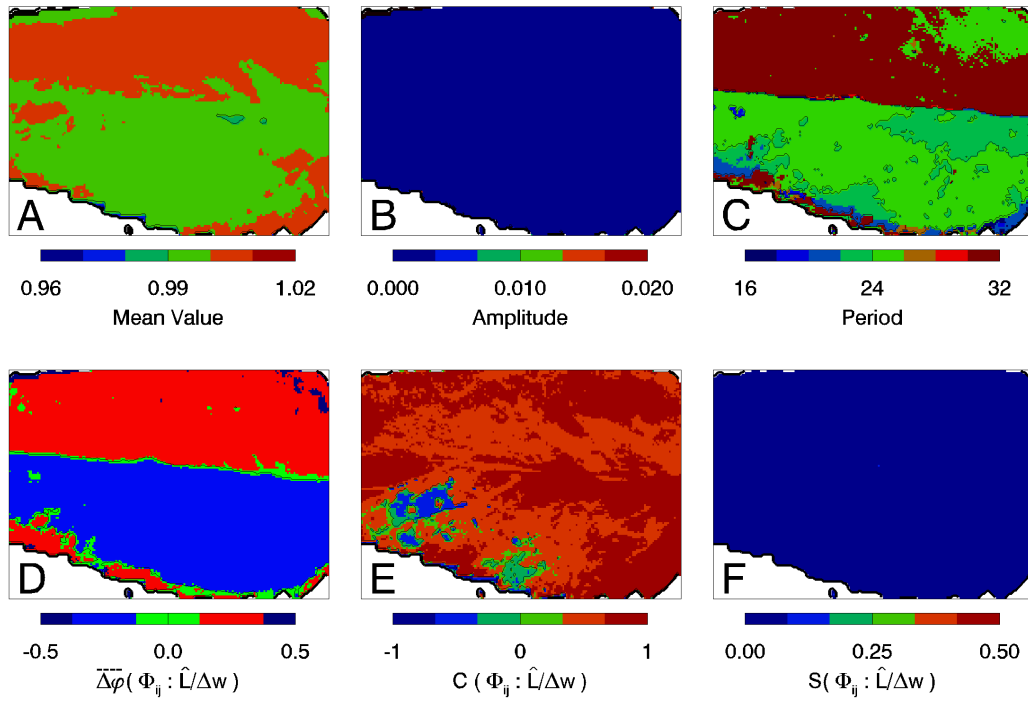 A B C
0.96 0.99 1.02 0.000 0.010 0.020 16 24 32
Mean Value Amplitude Period
D E F
-0.5 0.0 0.5 -1 0 1 0.00 0.25 0.50
Δφ ( Φij : L̂/Δw ) C ( Φij : L̂/Δw ) S( Φij : L̂/Δw )